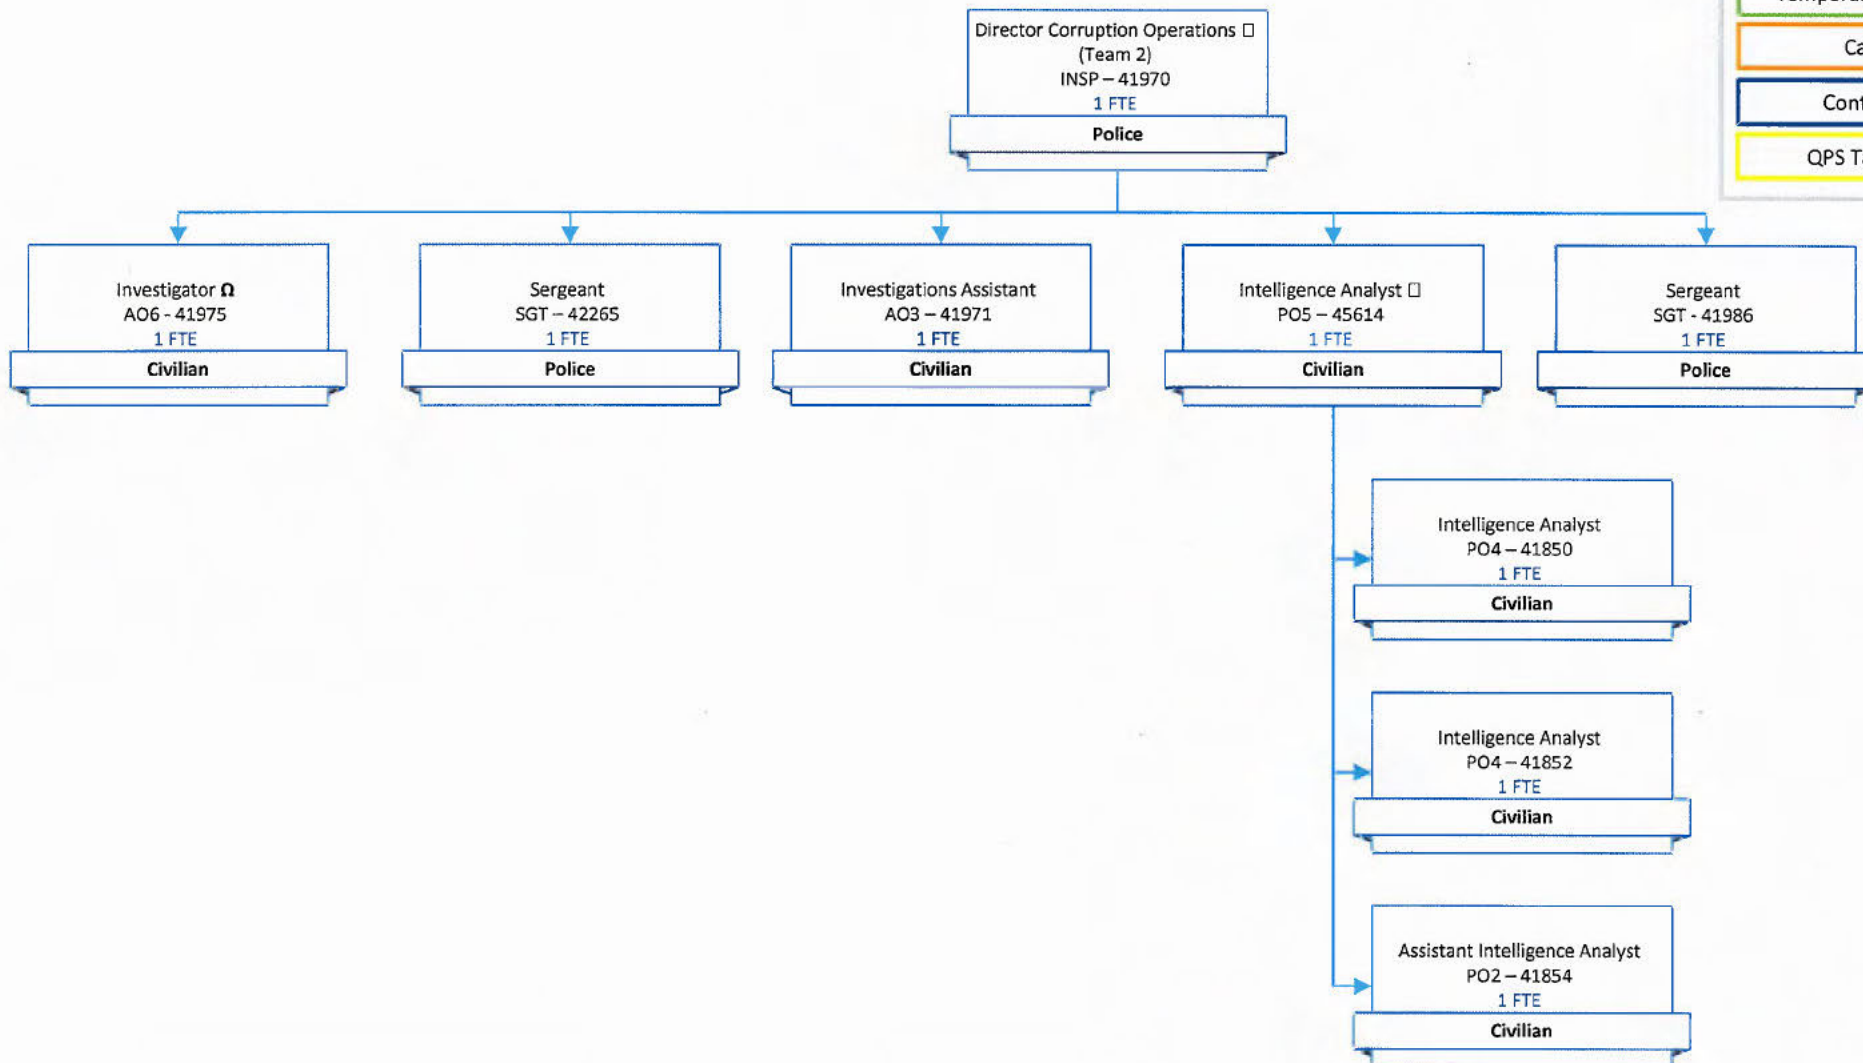 Director Corruption Operations □
(Team 2)
INSP – 41970
1 FTE
Police
QPS
Investigator Ω
AO6 - 41975
1 FTE
Civilian
Sergeant
SGT – 42265
1 FTE
Police
Investigations Assistant
AO3 – 41971
1 FTE
Civilian
Intelligence Analyst □
PO5 – 45614
1 FTE
Civilian
Sergeant
SGT - 41986
1 FTE
Police
Intelligence Analyst
PO4 – 41850
1 FTE
Civilian
Intelligence Analyst
PO4 – 41852
1 FTE
Civilian
Assistant Intelligence Analyst
PO2 – 41854
1 FTE
Civilian